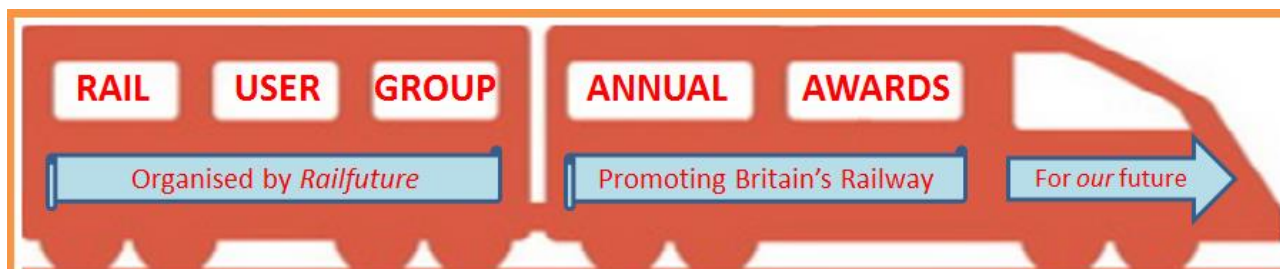 RAIL USER GROUP ANNUAL AWARDS
Organised by Railfuture Promoting Britain's Railway For our future